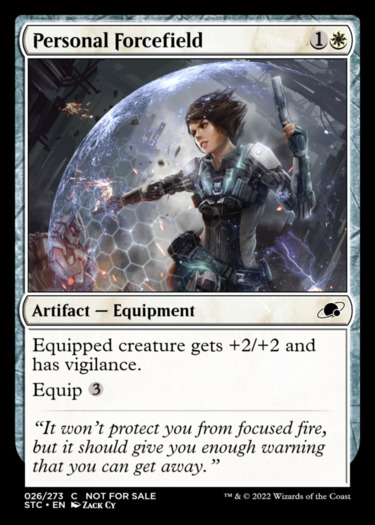 Personal Forcefield 1
Artifact — Equipment
Equipped creature gets +2/+2 and
has vigilance.
Equip 3
“It won’t protect you from focused fire,
but it should give you enough warning
that you can get away.”
026/273 C NOT FOR SALE
STC • EN Zack Cy
™ & © 2022 Wizards of the Coast